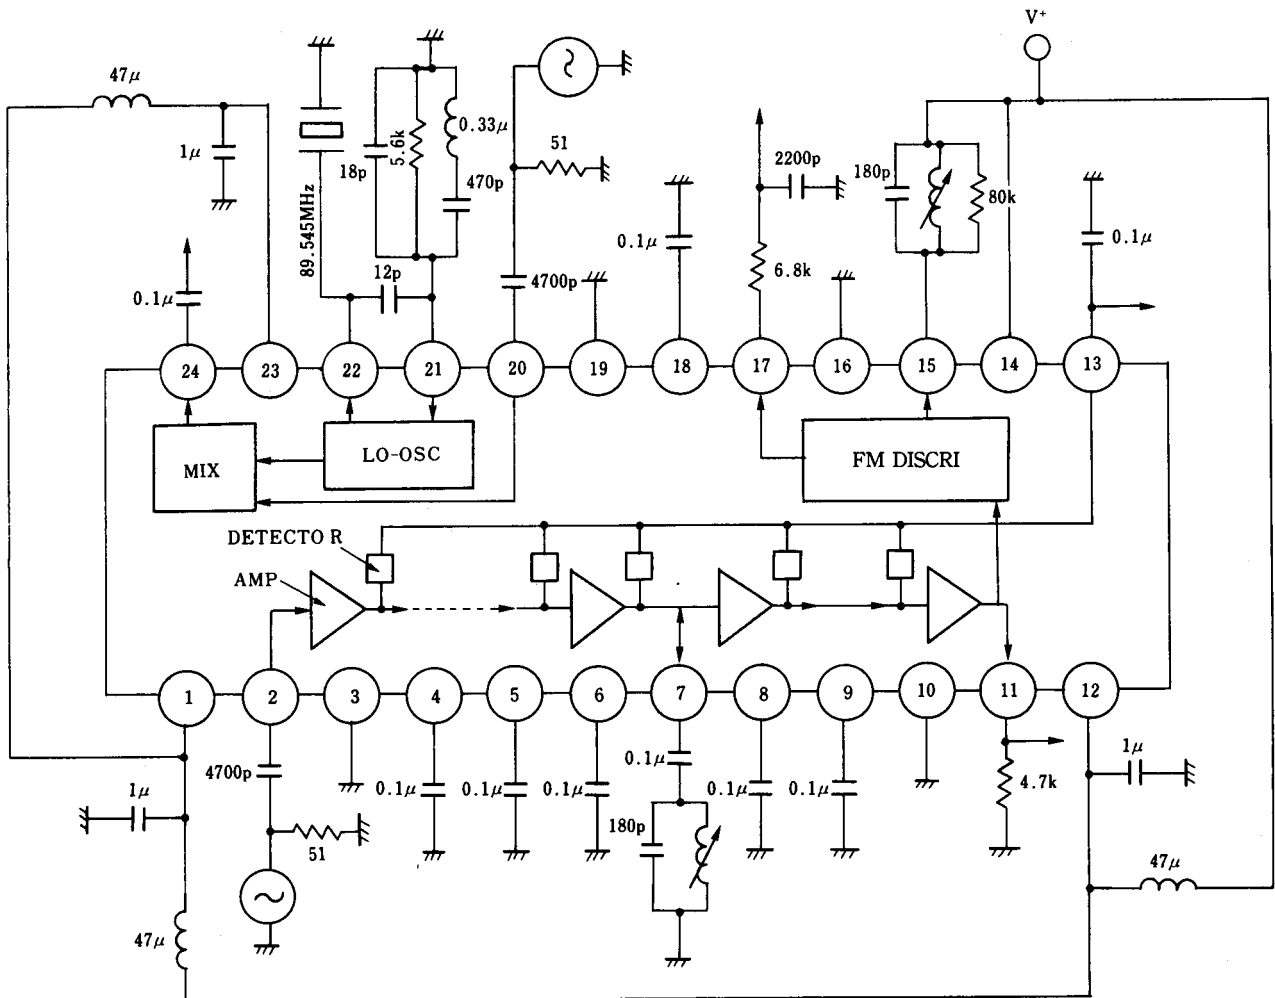 V⁺
47μ
1μ
89.545MHz
18p
5.6k
0.33μ
470p
12p
51
4700p
0.1μ
0.1μ
2200p
6.8k
180p
80k
0.1μ
24
23
22
21
20
19
18
17
16
15
14
13
MIX
LO-OSC
FM DISCRI
DETECTO R
AMP
1
2
3
4
5
6
7
8
9
10
11
12
4700p
1μ
51
47μ
0.1μ
0.1μ
0.1μ
0.1μ
180p
0.1μ
0.1μ
4.7k
1μ
47μ